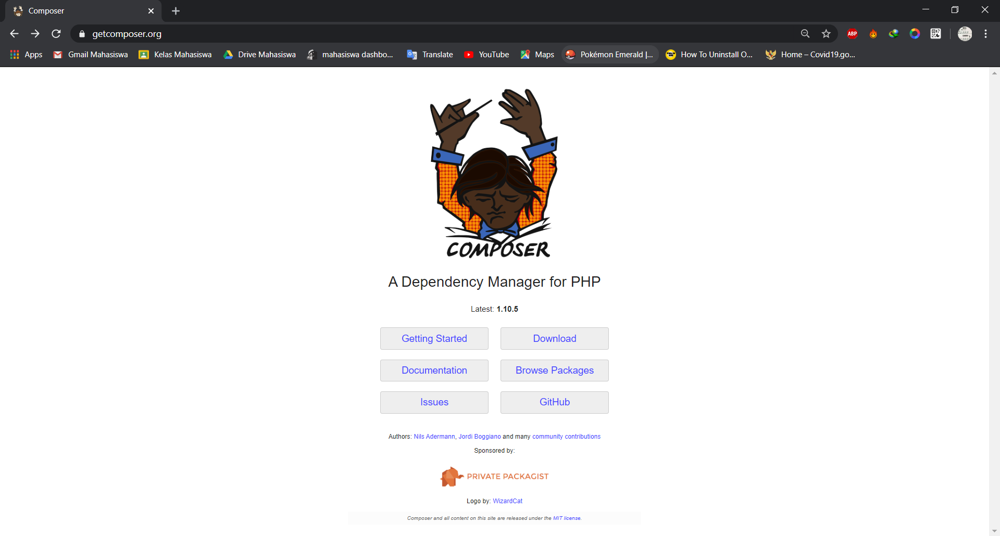 Composer
getcomposer.org
ABP
Apps
Gmail Mahasiswa
Kelas Mahasiswa
Drive Mahasiswa
mahasiswa dashbo...
Translate
YouTube
Maps
Pokémon Emerald |...
How To Uninstall O...
Home – Covid19.go...
COMPOSER
A Dependency Manager for PHP
Latest: 1.10.5
Getting Started
Download
Documentation
Browse Packages
Issues
GitHub
Authors: Nils Adermann, Jordi Boggiano and many community contributions
Sponsored by:
PRIVATE PACKAGIST
Logo by: WizardCat
Composer and all content on this site are released under the MIT license.